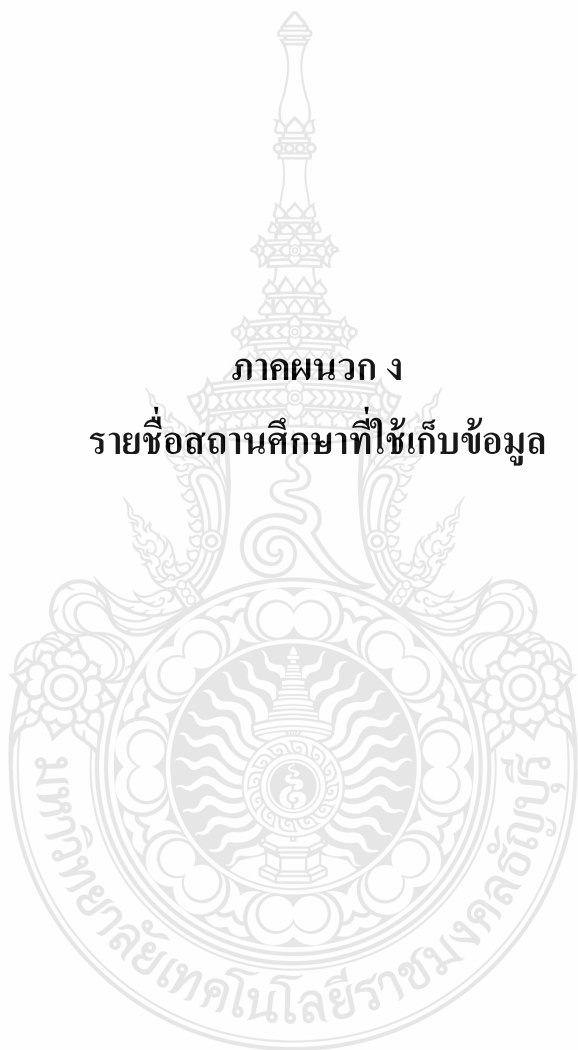 ภาคผนวก ง
รายชื่อสถานศึกษาที่ใช้เก็บข้อมูล
มหาวิทยาลัยเทคโนโลยีราชมงคลธัญบุรี